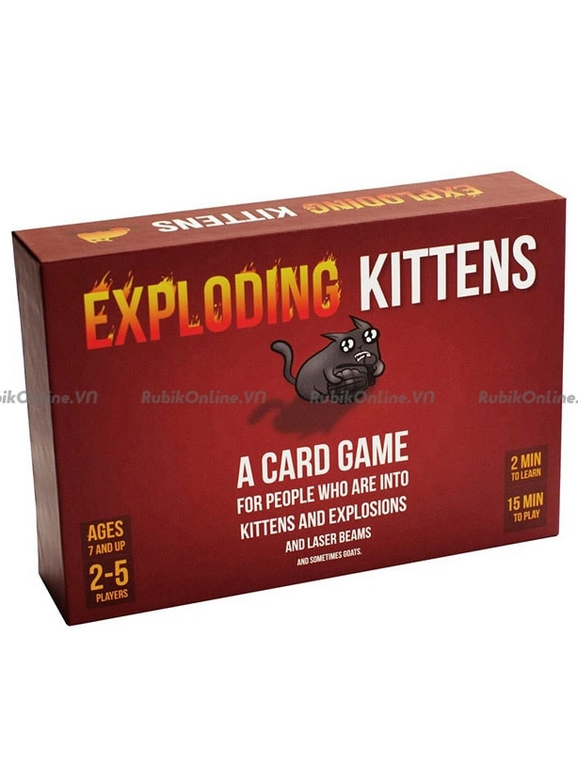 EXPLODING KITTENS
EXPLODING KITTENS
RubikOnline.VN
RubikOnline.VN
RubikOnline.VN
A CARD GAME
FOR PEOPLE WHO ARE INTO
KITTENS AND EXPLOSIONS
AND LASER BEAMS
AND SOMETIMES GOATS.
2 MIN
TO LEARN
15 MIN
TO PLAY
AGES
7 AND UP
2-5
PLAYERS